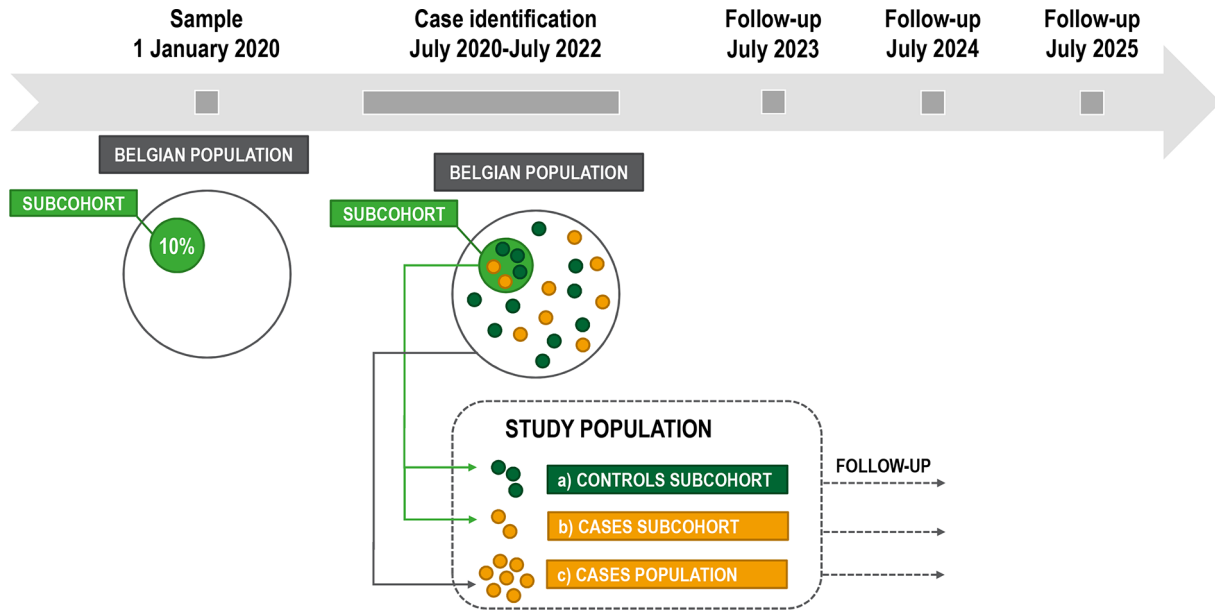 Sample
1 January 2020
Case identification
July 2020-July 2022
Follow-up
July 2023
Follow-up
July 2024
Follow-up
July 2025
BELGIAN POPULATION
SUBCOHORT
10%
BELGIAN POPULATION
SUBCOHORT
STUDY POPULATION
a) CONTROLS SUBCOHORT
b) CASES SUBCOHORT
c) CASES POPULATION
FOLLOW-UP